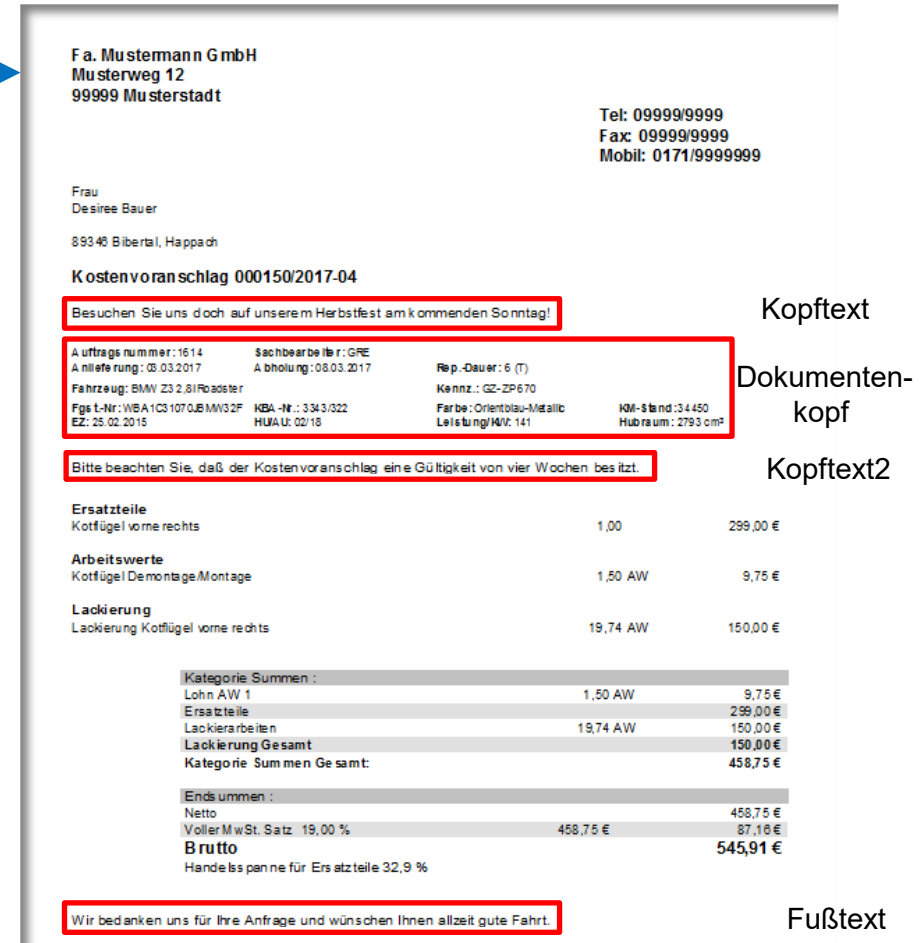 Fa. Mustermann GmbH
Musterweg 12
99999 Musterstadt
Tel: 09999/9999
Fax: 09999/9999
Mobil: 0171/9999999
Frau
Desiree Bauer
89346 Bibertal, Happach
Kostenvoranschlag 000150/2017-04
Besuchen Sie uns doch auf unserem Herbstfest am kommenden Sonntag! Kopftext
Auftragsnummer: 1614 Sachbearbeiter: GRE
Anlieferung: 03.03.2017 Abholung: 08.03.2017 Rep.-Dauer: 6 (T)
Fahrzeug: BMW Z3 2,8i Roadster Kennz.: GZ-ZP670
Fgst.-Nr: WBA1C31070JBMW32F KBA-Nr.: 3343/322 Farbe: Orientblau-Metallic KM-Stand: 34450
EZ: 25.02.2015 HU/AU: 02/18 Leistung/KW: 141 Hubraum: 2793 cm³
Dokumenten-
kopf
Bitte beachten Sie, daß der Kostenvoranschlag eine Gültigkeit von vier Wochen besitzt. Kopftext2
Ersatzteile
Kotflügel vorne rechts 1,00 299,00 €
Arbeitswerte
Kotflügel Demontage/Montage 1,50 AW 9,75 €
Lackierung
Lackierung Kotflügel vorne rechts 19,74 AW 150,00 €
Kategorie Summen :
Lohn AW 1 1,50 AW 9,75 €
Ersatzteile 299,00 €
Lackierarbeiten 19,74 AW 150,00 €
Lackierung Gesamt 150,00 €
Kategorie Summen Gesamt: 458,75 €
Endsummen :
Netto 458,75 €
Voller MwSt. Satz 19,00 % 458,75 € 87,16 €
Brutto 545,91 €
Handelsspanne für Ersatzteile 32,9 %
Wir bedanken uns für Ihre Anfrage und wünschen Ihnen allzeit gute Fahrt. Fußtext